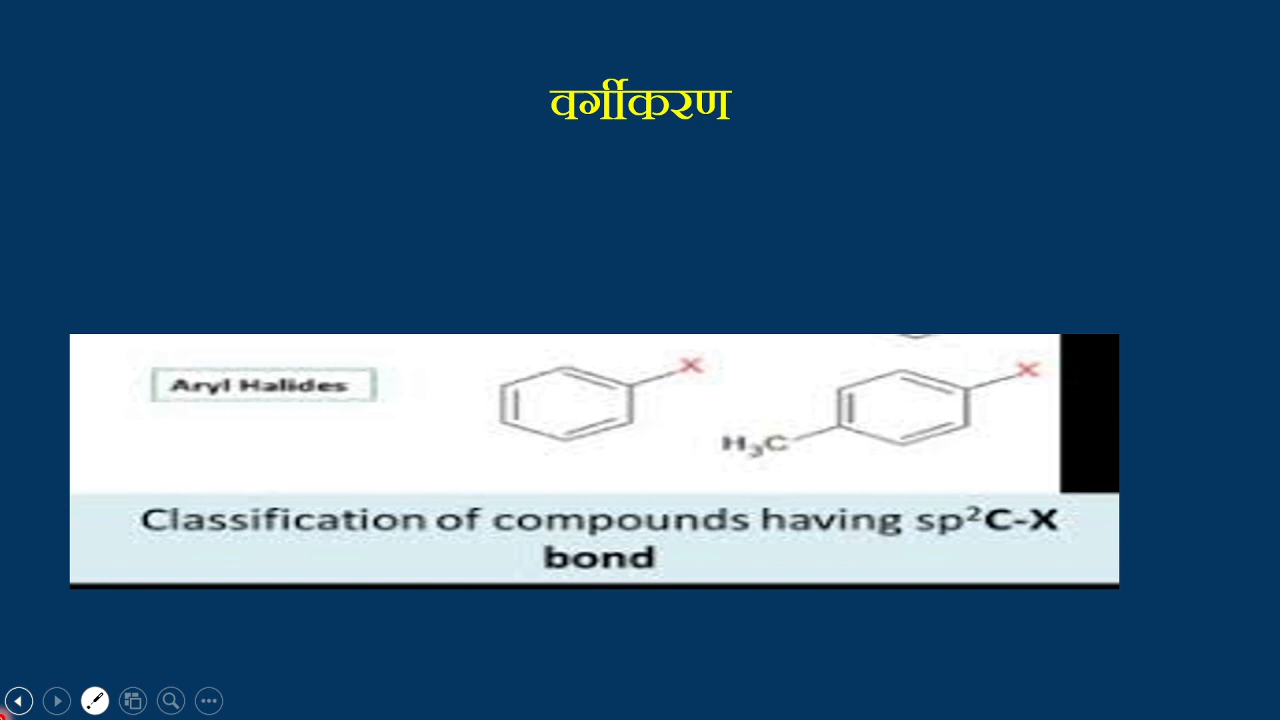 वर्गीकरण
Aryl Halides
X
X
H₃C
Classification of compounds having sp²C-X
bond